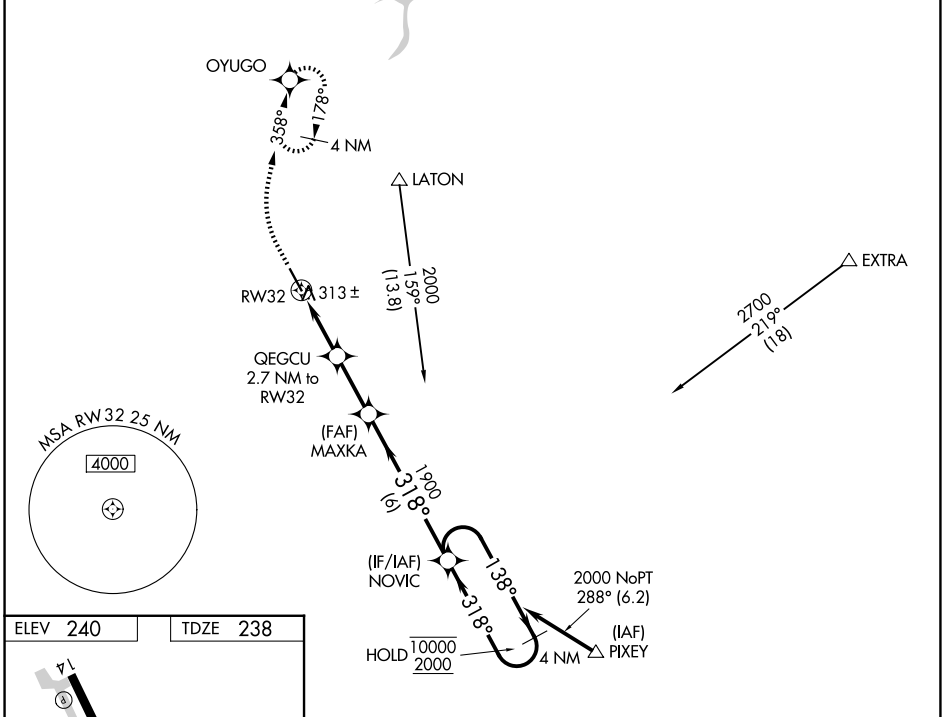 OYUGO
358°
178°
4 NM
LATON
2000
159°
(13.8)
EXTRA
2700
219°
(18)
RW32
313 ±
QEGCU
2.7 NM to
RW32
(FAF)
MAXKA
MSA RW32 25 NM
4000
1900
318°
(6)
(IF/IAF)
NOVIC
138°
318°
2000 NoPT
288° (6.2)
(IAF)
PIXEY
HOLD 10000
2000
4 NM
ELEV 240
TDZE 238
14
P